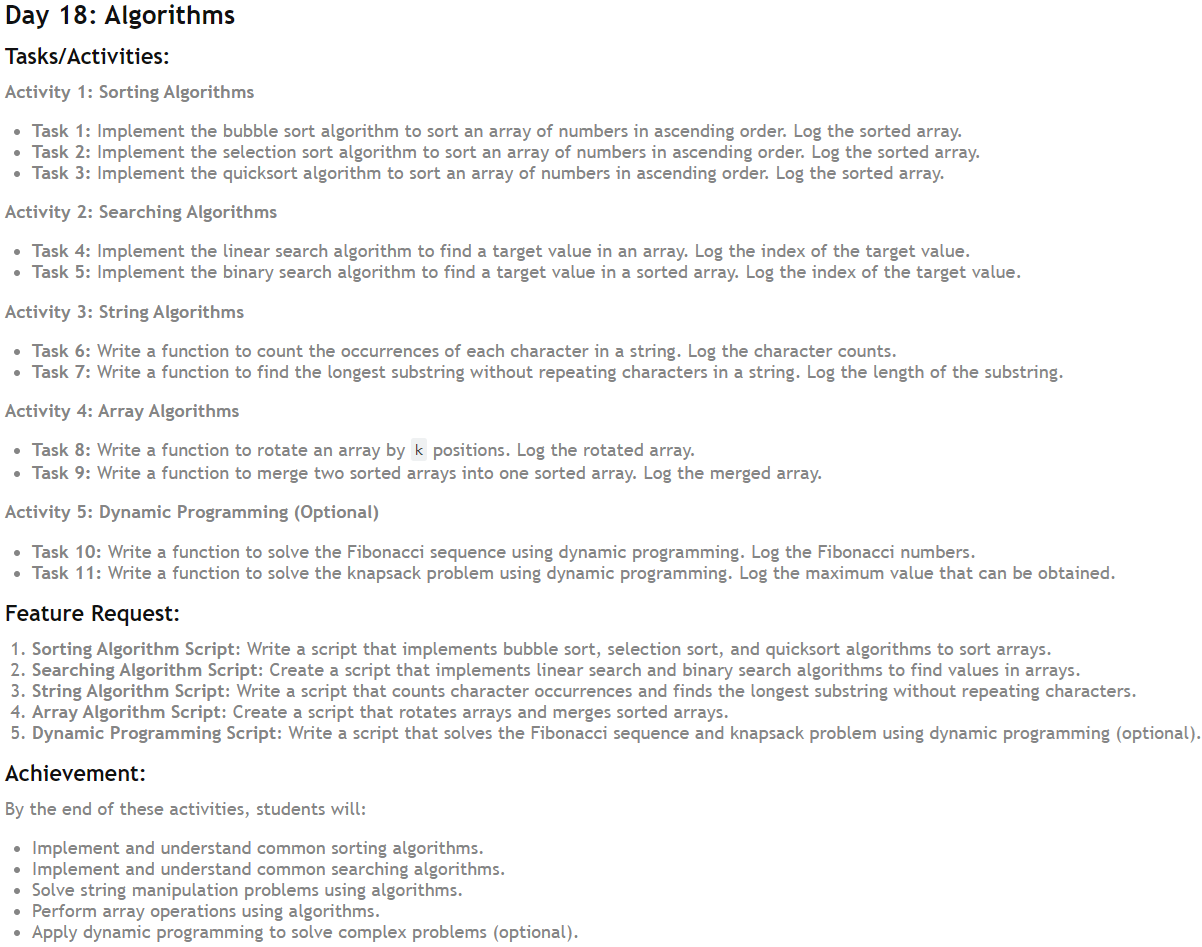 Day 18: Algorithms
Tasks/Activities:
Activity 1: Sorting Algorithms
• Task 1: Implement the bubble sort algorithm to sort an array of numbers in ascending order. Log the sorted array.
• Task 2: Implement the selection sort algorithm to sort an array of numbers in ascending order. Log the sorted array.
• Task 3: Implement the quicksort algorithm to sort an array of numbers in ascending order. Log the sorted array.
Activity 2: Searching Algorithms
• Task 4: Implement the linear search algorithm to find a target value in an array. Log the index of the target value.
• Task 5: Implement the binary search algorithm to find a target value in a sorted array. Log the index of the target value.
Activity 3: String Algorithms
• Task 6: Write a function to count the occurrences of each character in a string. Log the character counts.
• Task 7: Write a function to find the longest substring without repeating characters in a string. Log the length of the substring.
Activity 4: Array Algorithms
• Task 8: Write a function to rotate an array by k positions. Log the rotated array.
• Task 9: Write a function to merge two sorted arrays into one sorted array. Log the merged array.
Activity 5: Dynamic Programming (Optional)
• Task 10: Write a function to solve the Fibonacci sequence using dynamic programming. Log the Fibonacci numbers.
• Task 11: Write a function to solve the knapsack problem using dynamic programming. Log the maximum value that can be obtained.
Feature Request:
1. Sorting Algorithm Script: Write a script that implements bubble sort, selection sort, and quicksort algorithms to sort arrays.
2. Searching Algorithm Script: Create a script that implements linear search and binary search algorithms to find values in arrays.
3. String Algorithm Script: Write a script that counts character occurrences and finds the longest substring without repeating characters.
4. Array Algorithm Script: Create a script that rotates arrays and merges sorted arrays.
5. Dynamic Programming Script: Write a script that solves the Fibonacci sequence and knapsack problem using dynamic programming (optional).
Achievement:
By the end of these activities, students will:
• Implement and understand common sorting algorithms.
• Implement and understand common searching algorithms.
• Solve string manipulation problems using algorithms.
• Perform array operations using algorithms.
• Apply dynamic programming to solve complex problems (optional).